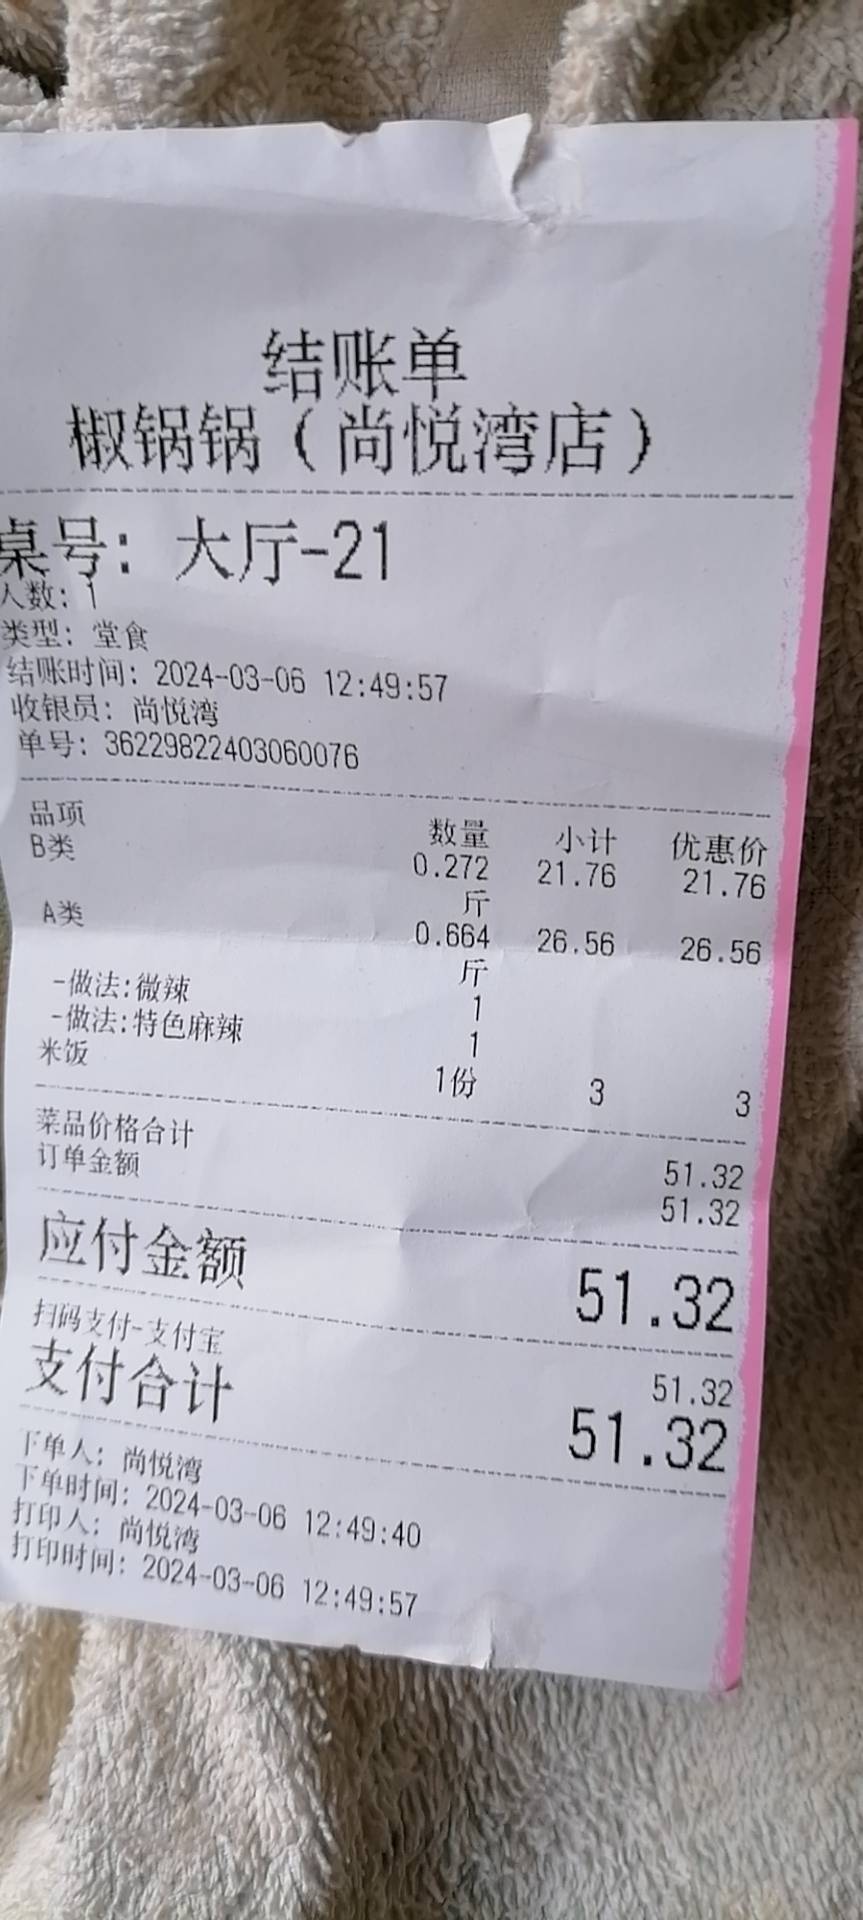 结账单
椒锅锅（尚悦湾店）
桌号：大厅-21
人数：1
类型：堂食
结账时间：2024-03-06 12:49:57
收银员：尚悦湾
单号：36229822403060076
品项 数量 小计 优惠价
B类 0.272斤 21.76 21.76
A类 0.664斤 26.56 26.56
-做法:微辣 1
-做法:特色麻辣 1
米饭 1份 3 3
菜品价格合计 51.32
订单金额 51.32
应付金额 51.32
扫码支付-支付宝 51.32
支付合计 51.32
下单人：尚悦湾
下单时间：2024-03-06 12:49:40
打印人：尚悦湾
打印时间：2024-03-06 12:49:57